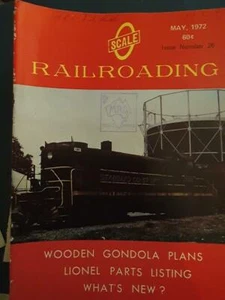 MAY, 1972
60¢
Issue Number 28
O SCALE
RAILROADING
WOODEN GONDOLA PLANS
LIONEL PARTS LISTING
WHAT'S NEW?